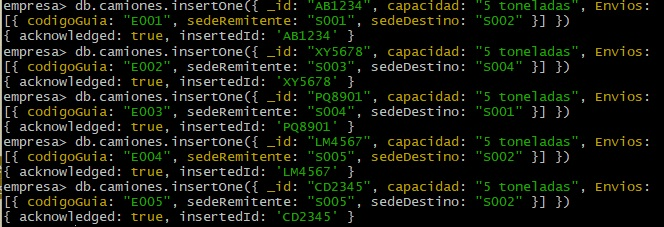 empresa> db.camiones.insertOne({ _id: "AB1234", capacidad: "5 toneladas", Envios:
[{ codigoGuia: "E001", sedeRemitente: "S001", sedeDestino: "S002" }] })
{ acknowledged: true, insertedId: 'AB1234' }
empresa> db.camiones.insertOne({ _id: "XY5678", capacidad: "5 toneladas", Envios:
[{ codigoGuia: "E002", sedeRemitente: "S003", sedeDestino: "S004" }] })
{ acknowledged: true, insertedId: 'XY5678' }
empresa> db.camiones.insertOne({ _id: "PQ8901", capacidad: "5 toneladas", Envios:
[{ codigoGuia: "E003", sedeRemitente: "S004", sedeDestino: "S001" }] })
{ acknowledged: true, insertedId: 'PQ8901' }
empresa> db.camiones.insertOne({ _id: "LM4567", capacidad: "5 toneladas", Envios:
[{ codigoGuia: "E004", sedeRemitente: "S005", sedeDestino: "S002" }] })
{ acknowledged: true, insertedId: 'LM4567' }
empresa> db.camiones.insertOne({ _id: "CD2345", capacidad: "5 toneladas", Envios:
[{ codigoGuia: "E005", sedeRemitente: "S005", sedeDestino: "S002" }] })
{ acknowledged: true, insertedId: 'CD2345' }